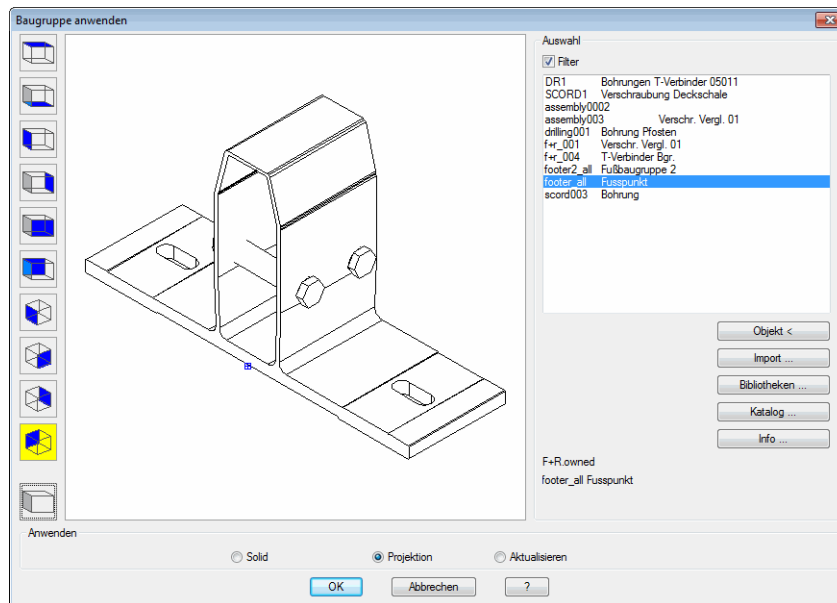 Baugruppe anwenden
Auswahl
Filter
DR1 Bohrungen T-Verbinder 05011
SCORD1 Verschraubung Deckschale
assembly0002
assembly003 Verschr. Vergl. 01
drilling001 Bohrung Pfosten
f+r_001 Verschr. Vergl. 01
f+r_004 T-Verbinder Bgr.
footer2_all Fußbaugruppe 2
footer_all Fusspunkt
scord003 Bohrung
Objekt <
Import ...
Bibliotheken ...
Katalog ...
Info ...
F+R.owned
footer_all Fusspunkt
Anwenden
Solid Projektion Aktualisieren
OK Abbrechen ?